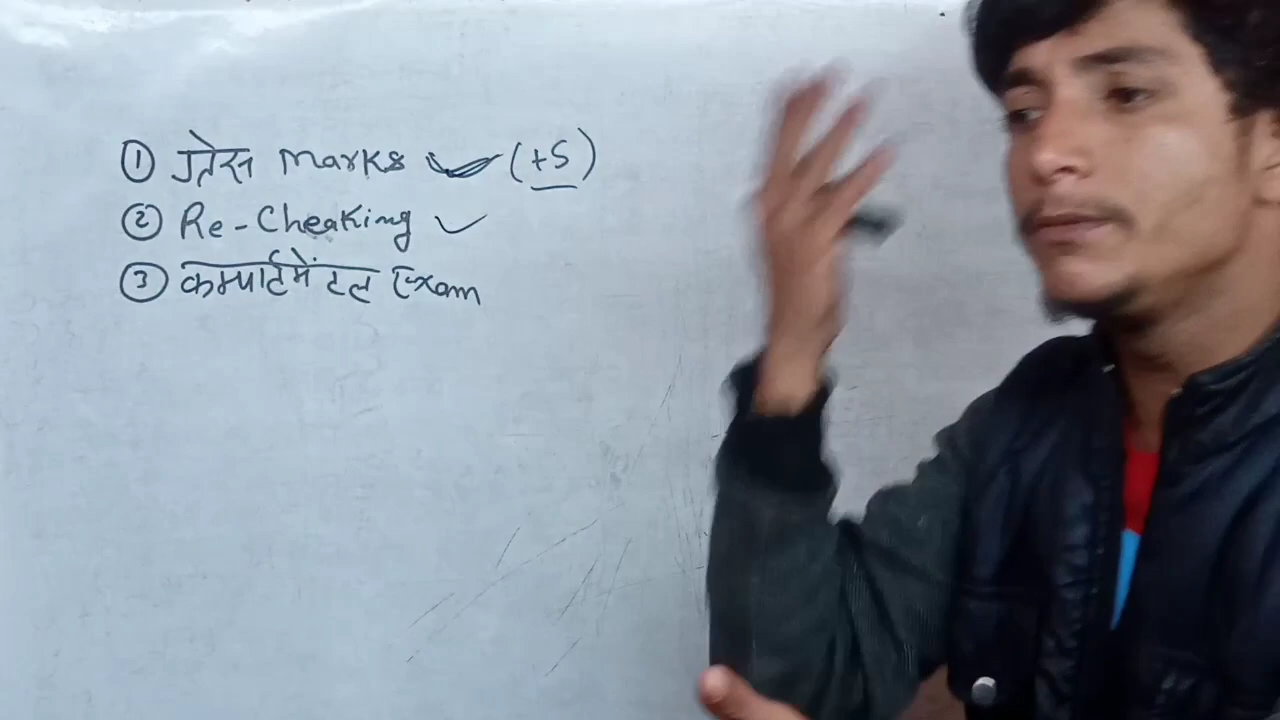 ① ग्रेस Marks ✓ (+5)
② Re-Cheaking ✓
③ कम्पार्टमेंटल Exam